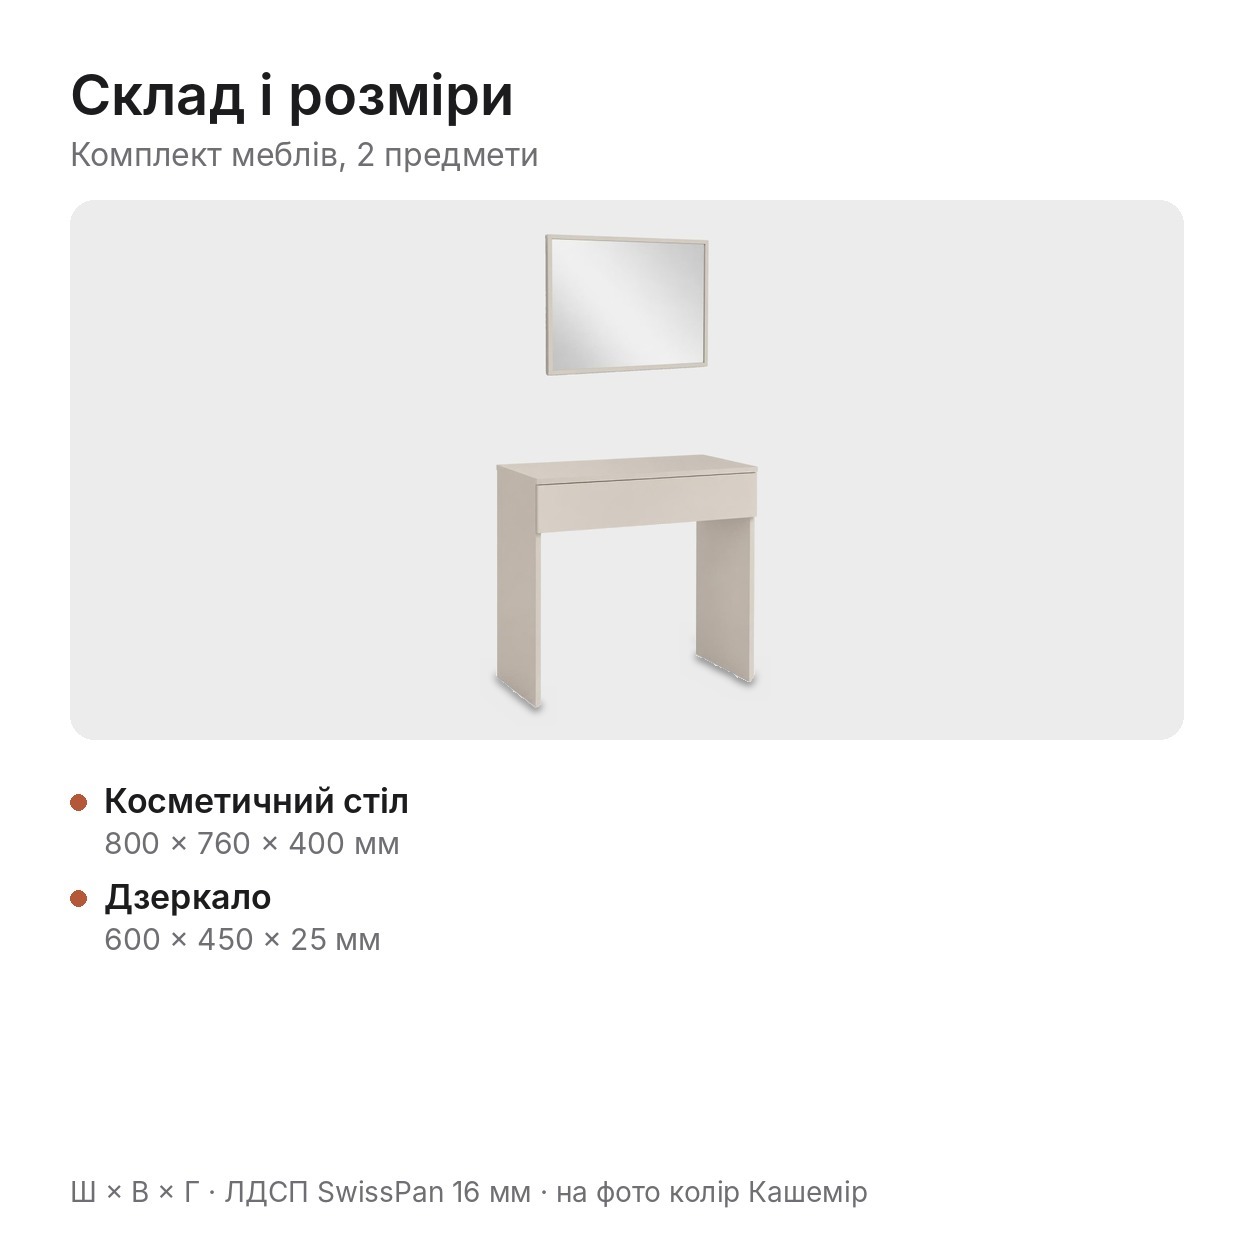 Склад і розміри
Комплект меблів, 2 предмети
Косметичний стіл
800 × 760 × 400 мм
Дзеркало
600 × 450 × 25 мм
Ш × В × Г · ЛДСП SwissPan 16 мм · на фото колір Кашемір